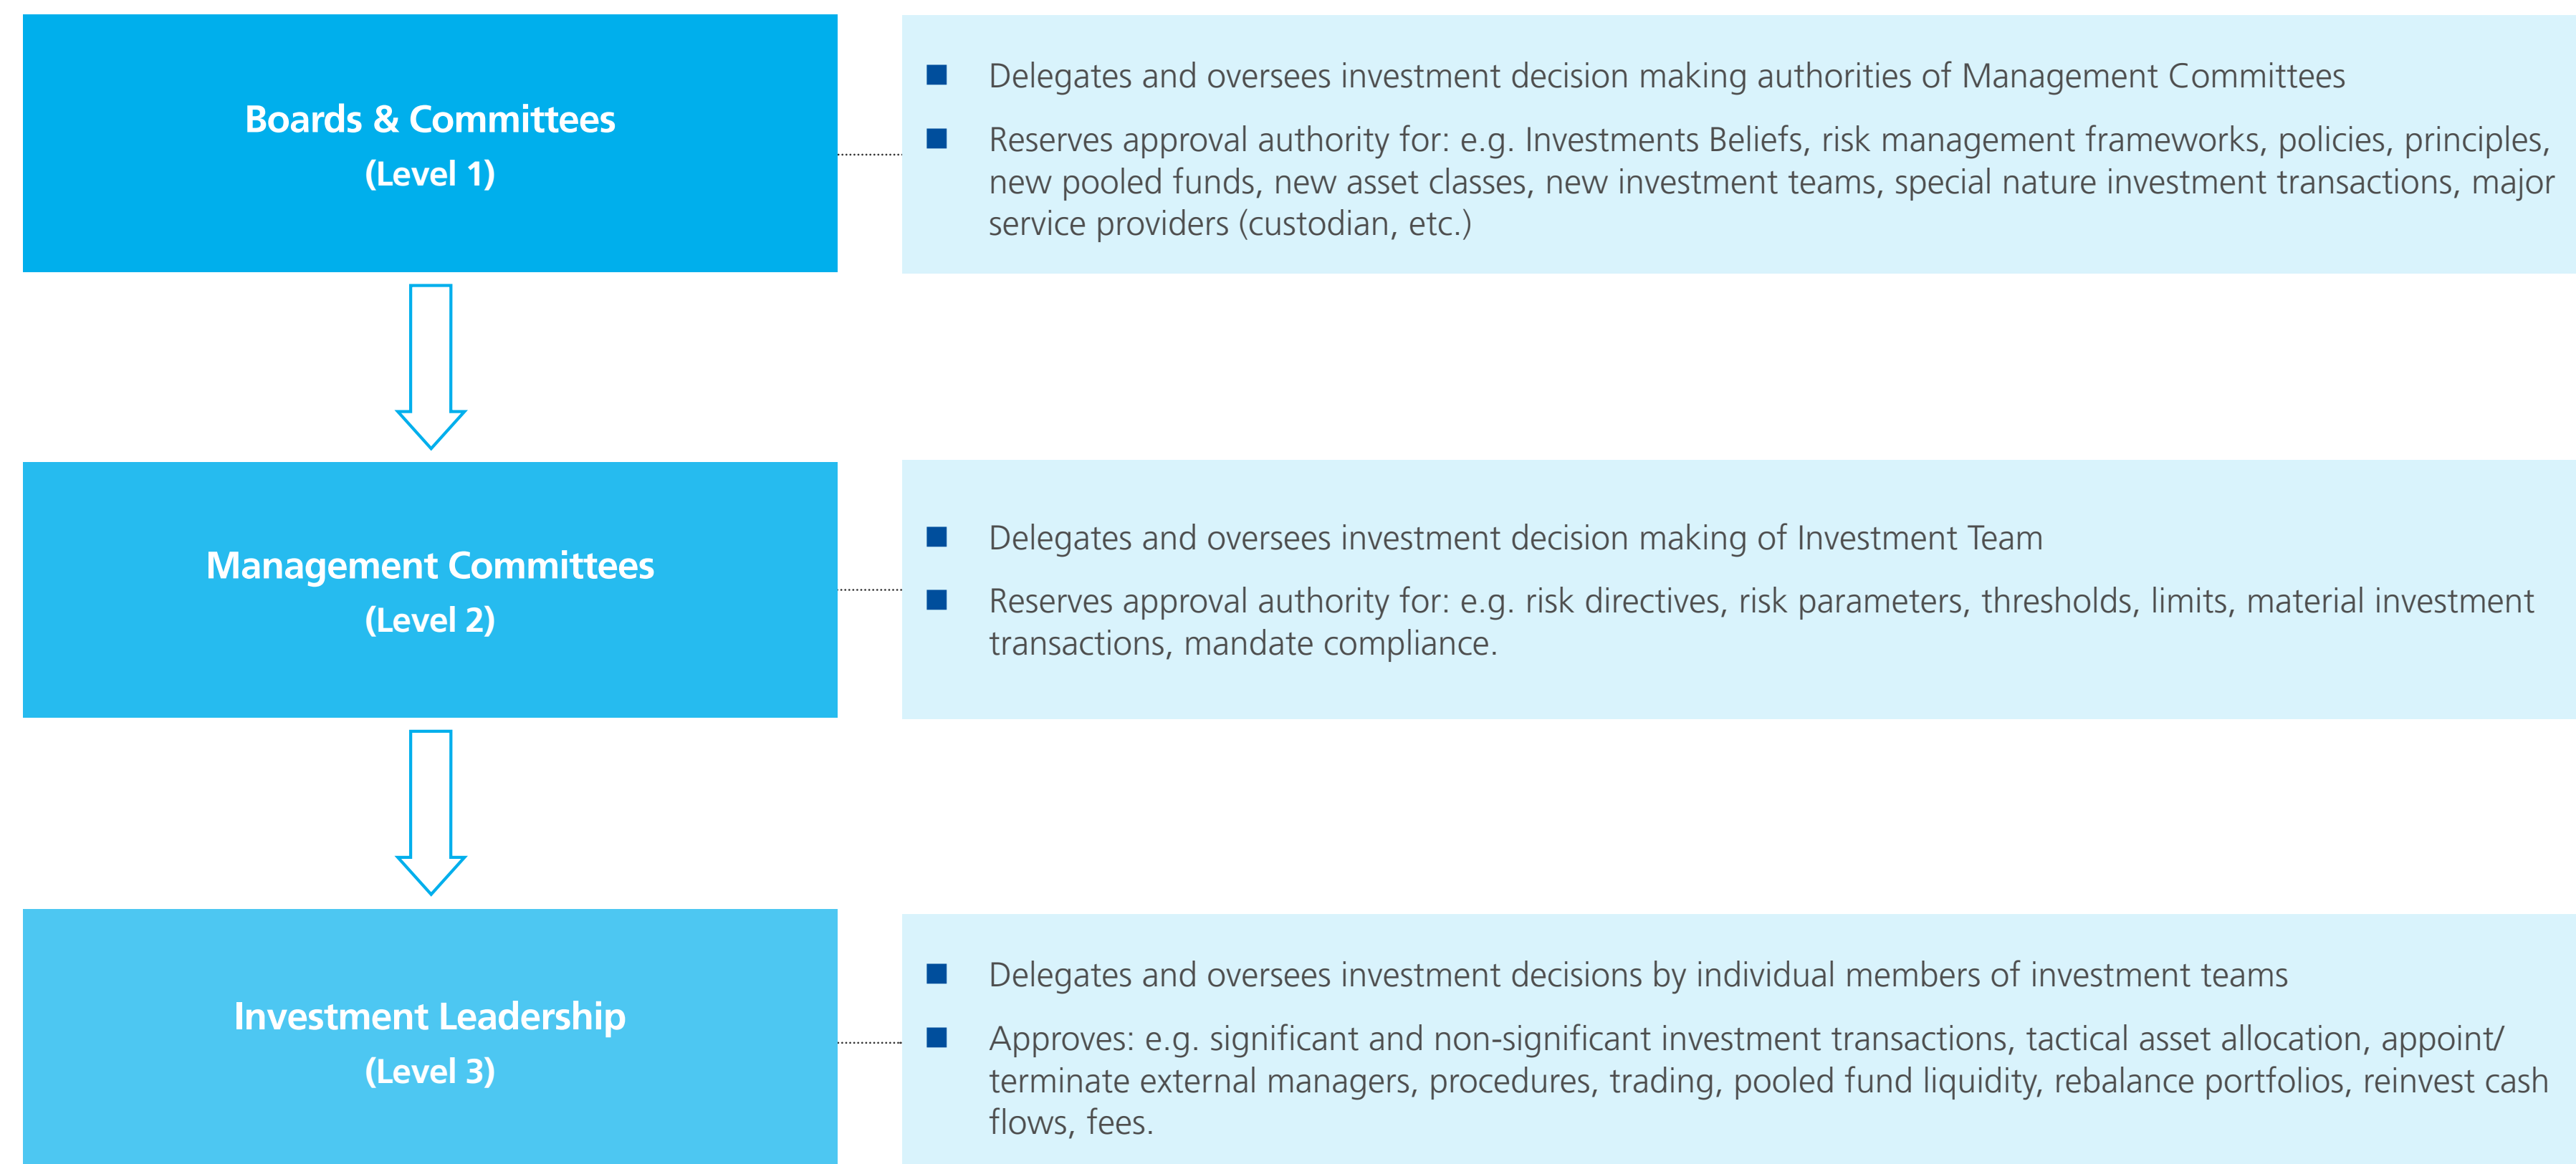 Boards & Committees
(Level 1)
■ Delegates and oversees investment decision making authorities of Management Committees
■ Reserves approval authority for: e.g. Investments Beliefs, risk management frameworks, policies, principles,
new pooled funds, new asset classes, new investment teams, special nature investment transactions, major
service providers (custodian, etc.)
Management Committees
(Level 2)
■ Delegates and oversees investment decision making of Investment Team
■ Reserves approval authority for: e.g. risk directives, risk parameters, thresholds, limits, material investment
transactions, mandate compliance.
Investment Leadership
(Level 3)
■ Delegates and oversees investment decisions by individual members of investment teams
■ Approves: e.g. significant and non-significant investment transactions, tactical asset allocation, appoint/
terminate external managers, procedures, trading, pooled fund liquidity, rebalance portfolios, reinvest cash
flows, fees.